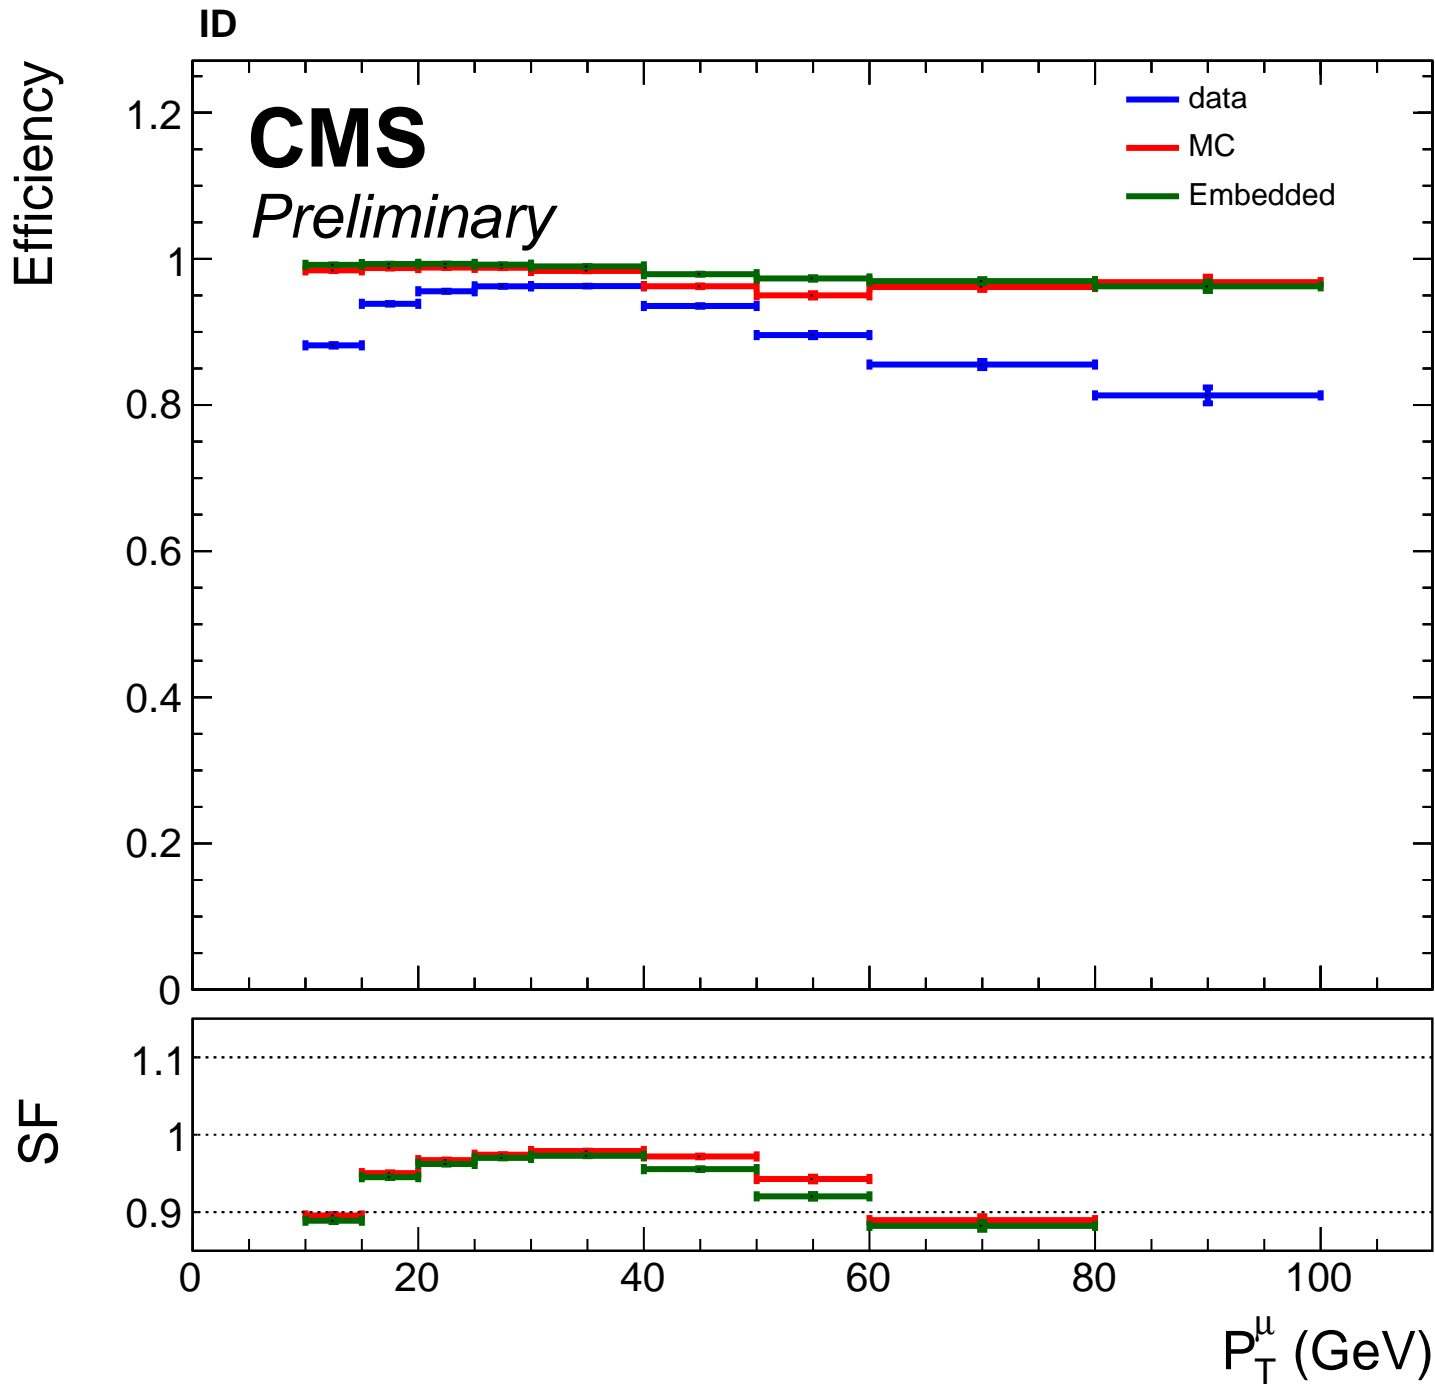 ID
Efficiency
CMS
Preliminary
data
MC
Embedded
1.2
1
0.8
0.6
0.4
0.2
0
SF
1.1
1
0.9
0 20 40 60 80 100
P_T^μ (GeV)